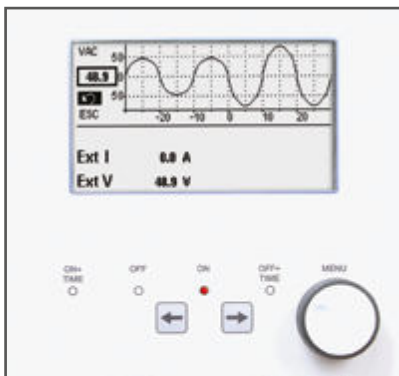 VAC
50
48.9
0
50
ESC
-20 -10 0 10 20
Ext I 0.0 A
Ext V 48.9 V
ON+ TIME OFF ON OFF+ TIME MENU